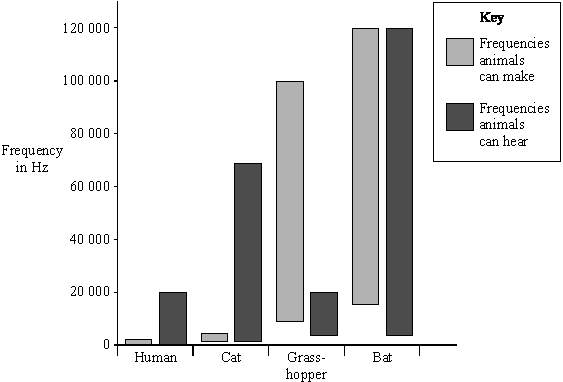 Key
Frequencies
animals
can make
Frequencies
animals
can hear
Frequency
in Hz
120 000
100 000
80 000
60 000
40 000
20 000
0
Human
Cat
Grass-
hopper
Bat